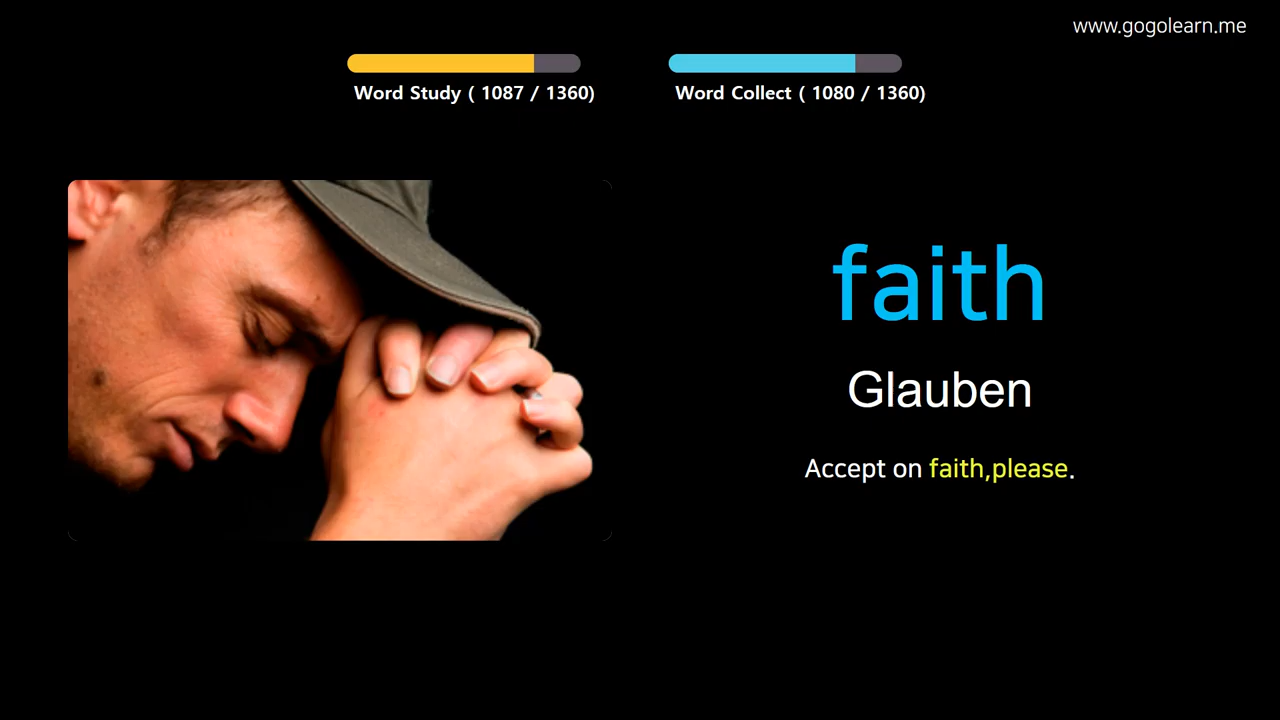 www.gogolearn.me
Word Study ( 1087 / 1360)
Word Collect ( 1080 / 1360)
faith
Glauben
Accept on faith,please.